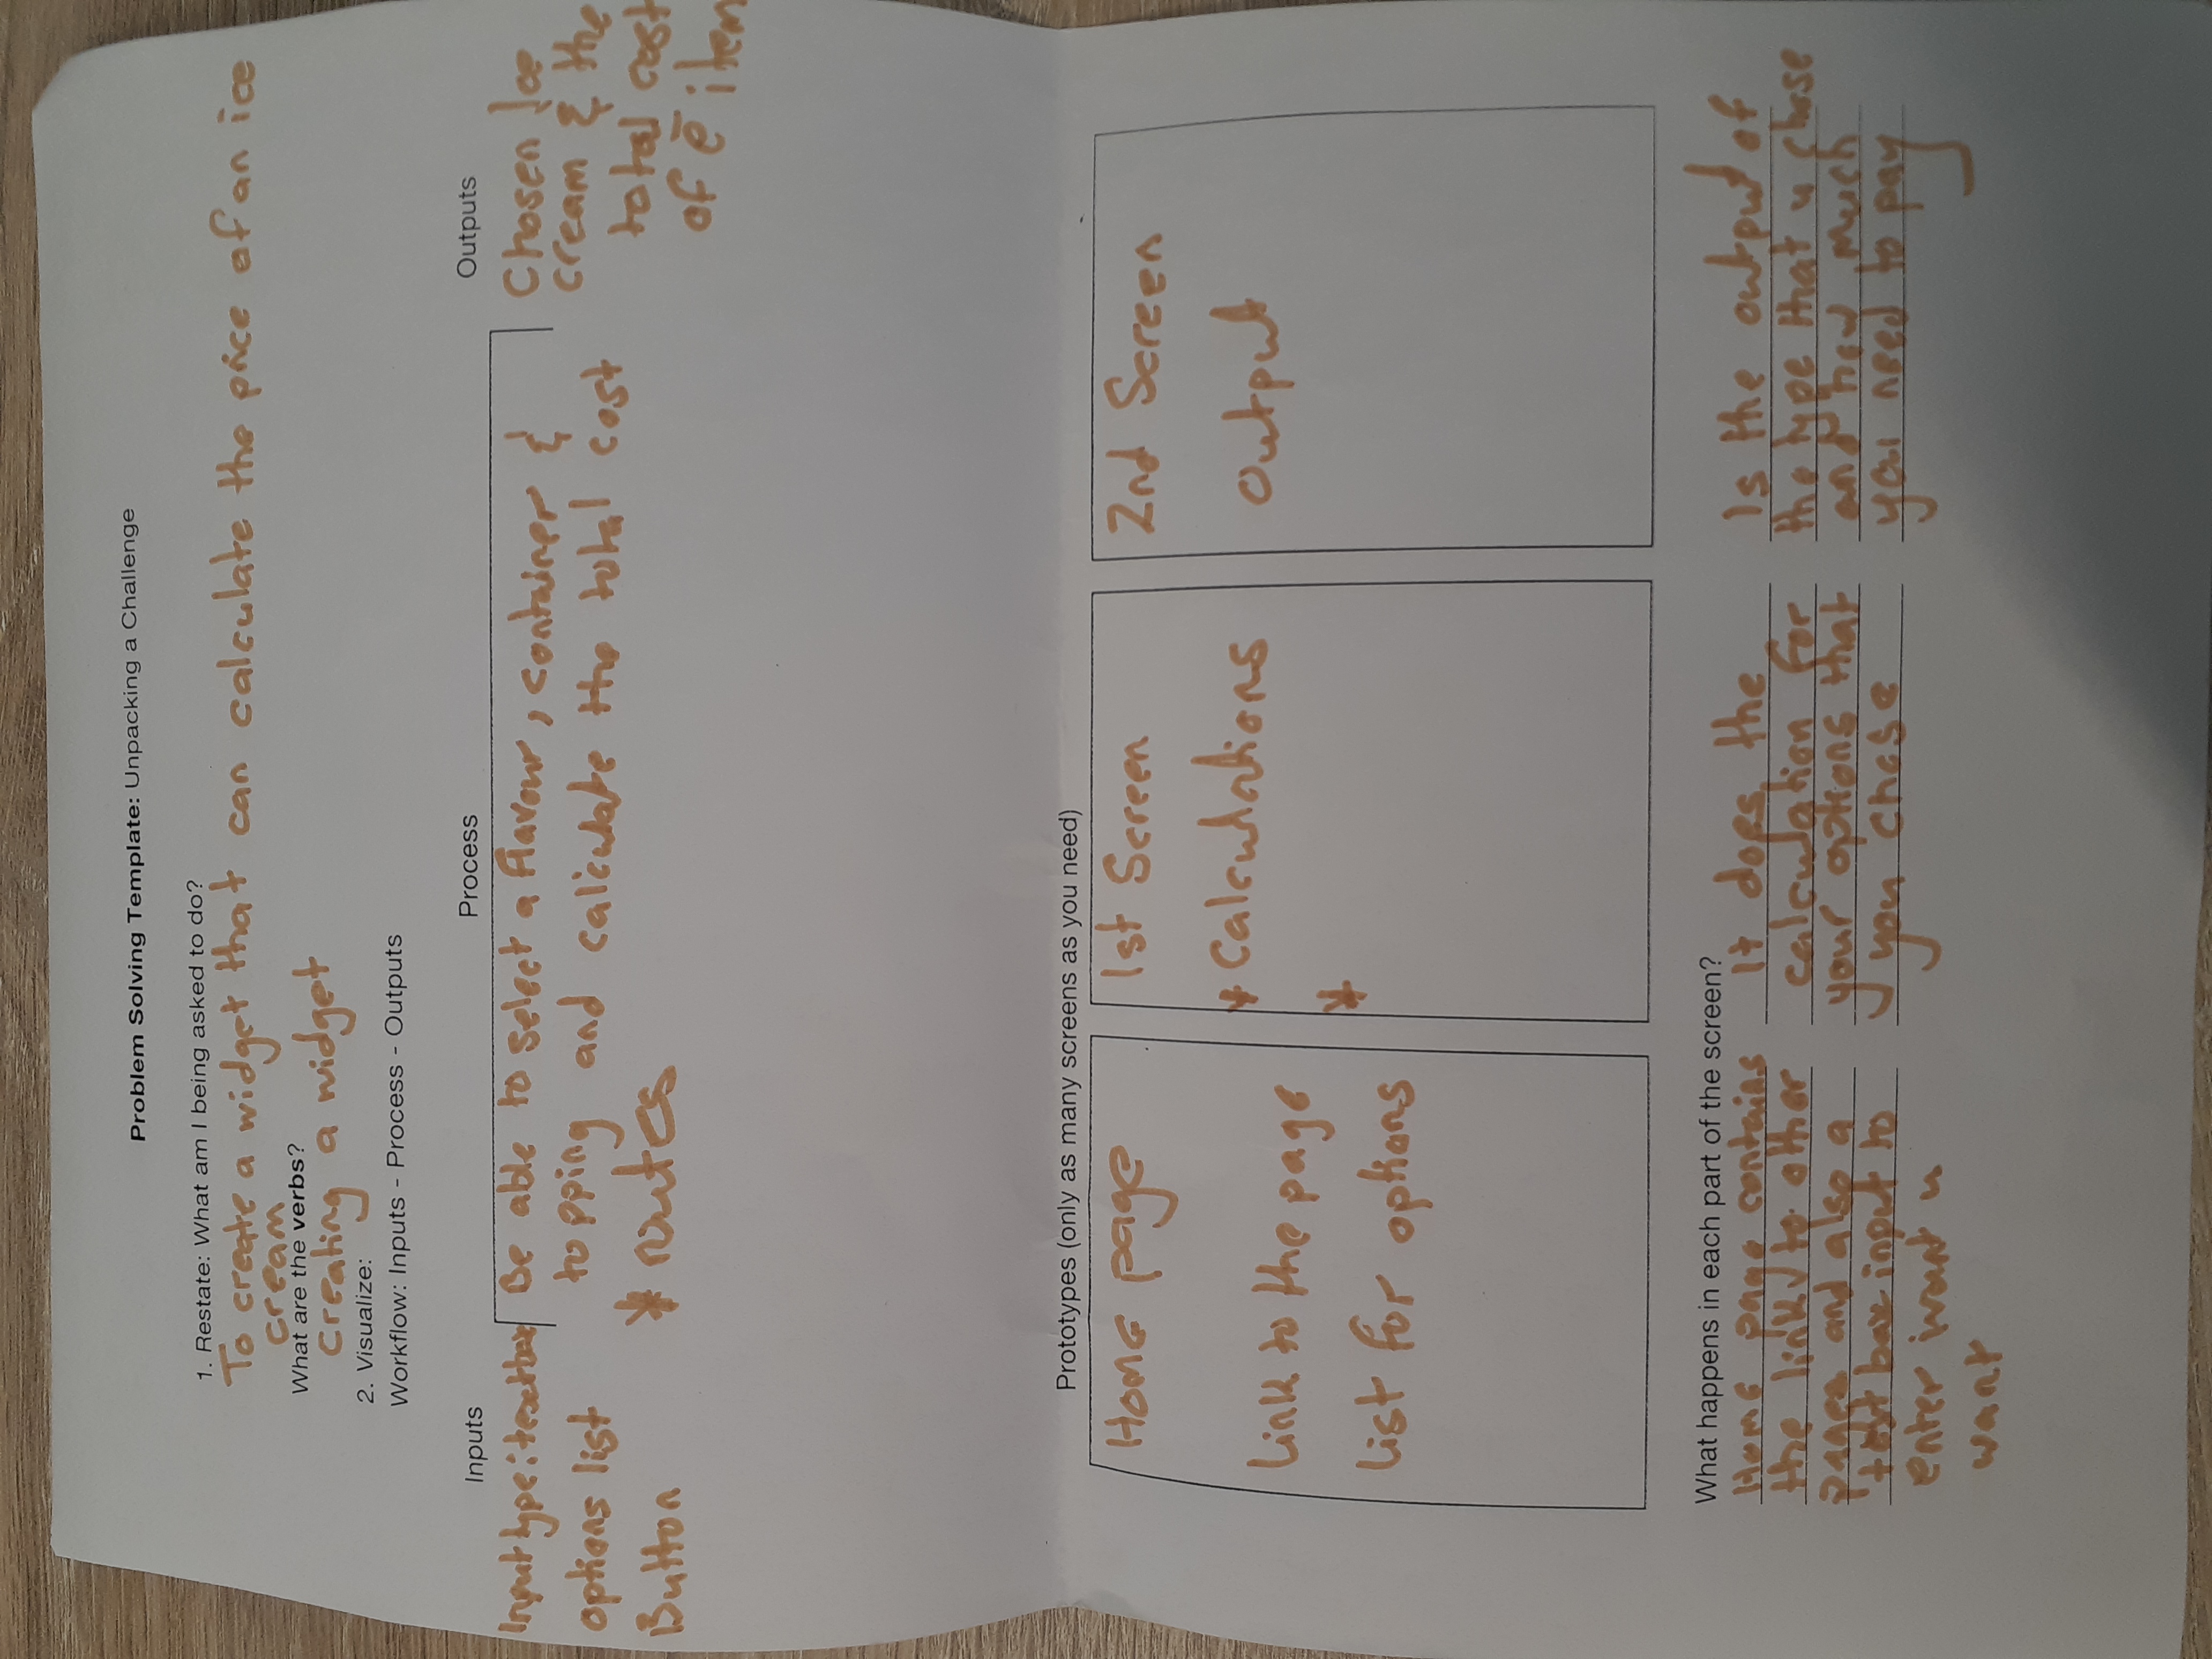 Problem Solving Template: Unpacking a Challenge
1. Restate: What am I being asked to do?
To create a widget that can calculate the price of an ice
cream
What are the verbs?
Creating a widget
2. Visualize:
Workflow: Inputs - Process - Outputs
Inputs
Input type: textbox
options list
Button
Process
Be able to select a flavour, container &
topping and calculate the total cost
* routes
Outputs
Chosen Ice
cream & the
total cost
of ē item
Prototypes (only as many screens as you need)
Home page
Link to the page
List for options
1st Screen
* Calculations
*
2nd Screen
Output
What happens in each part of the screen?
Home page contains
the link to other
pages and also a
text box input to
enter want u
want
It does the
calculation for
your options that
you chose
Is the output of
the type that u chose
and how much
you need to pay